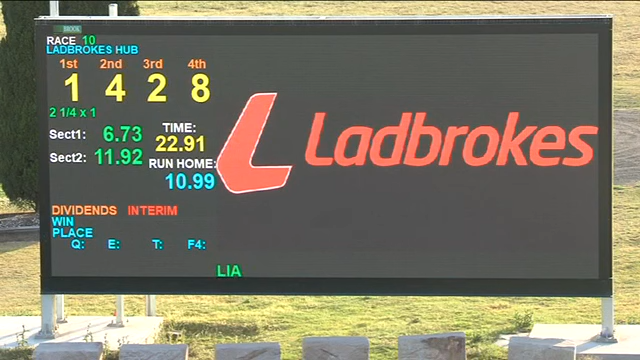 BROOK
RACE 10
LADBROKES HUB
1st 2nd 3rd 4th
1 4 2 8
2 1/4 x 1
Sect1: 6.73
TIME:
22.91
Sect2: 11.92
RUN HOME:
10.99
Ladbrokes
DIVIDENDS INTERIM
WIN
PLACE
Q: E: T: F4:
LIA